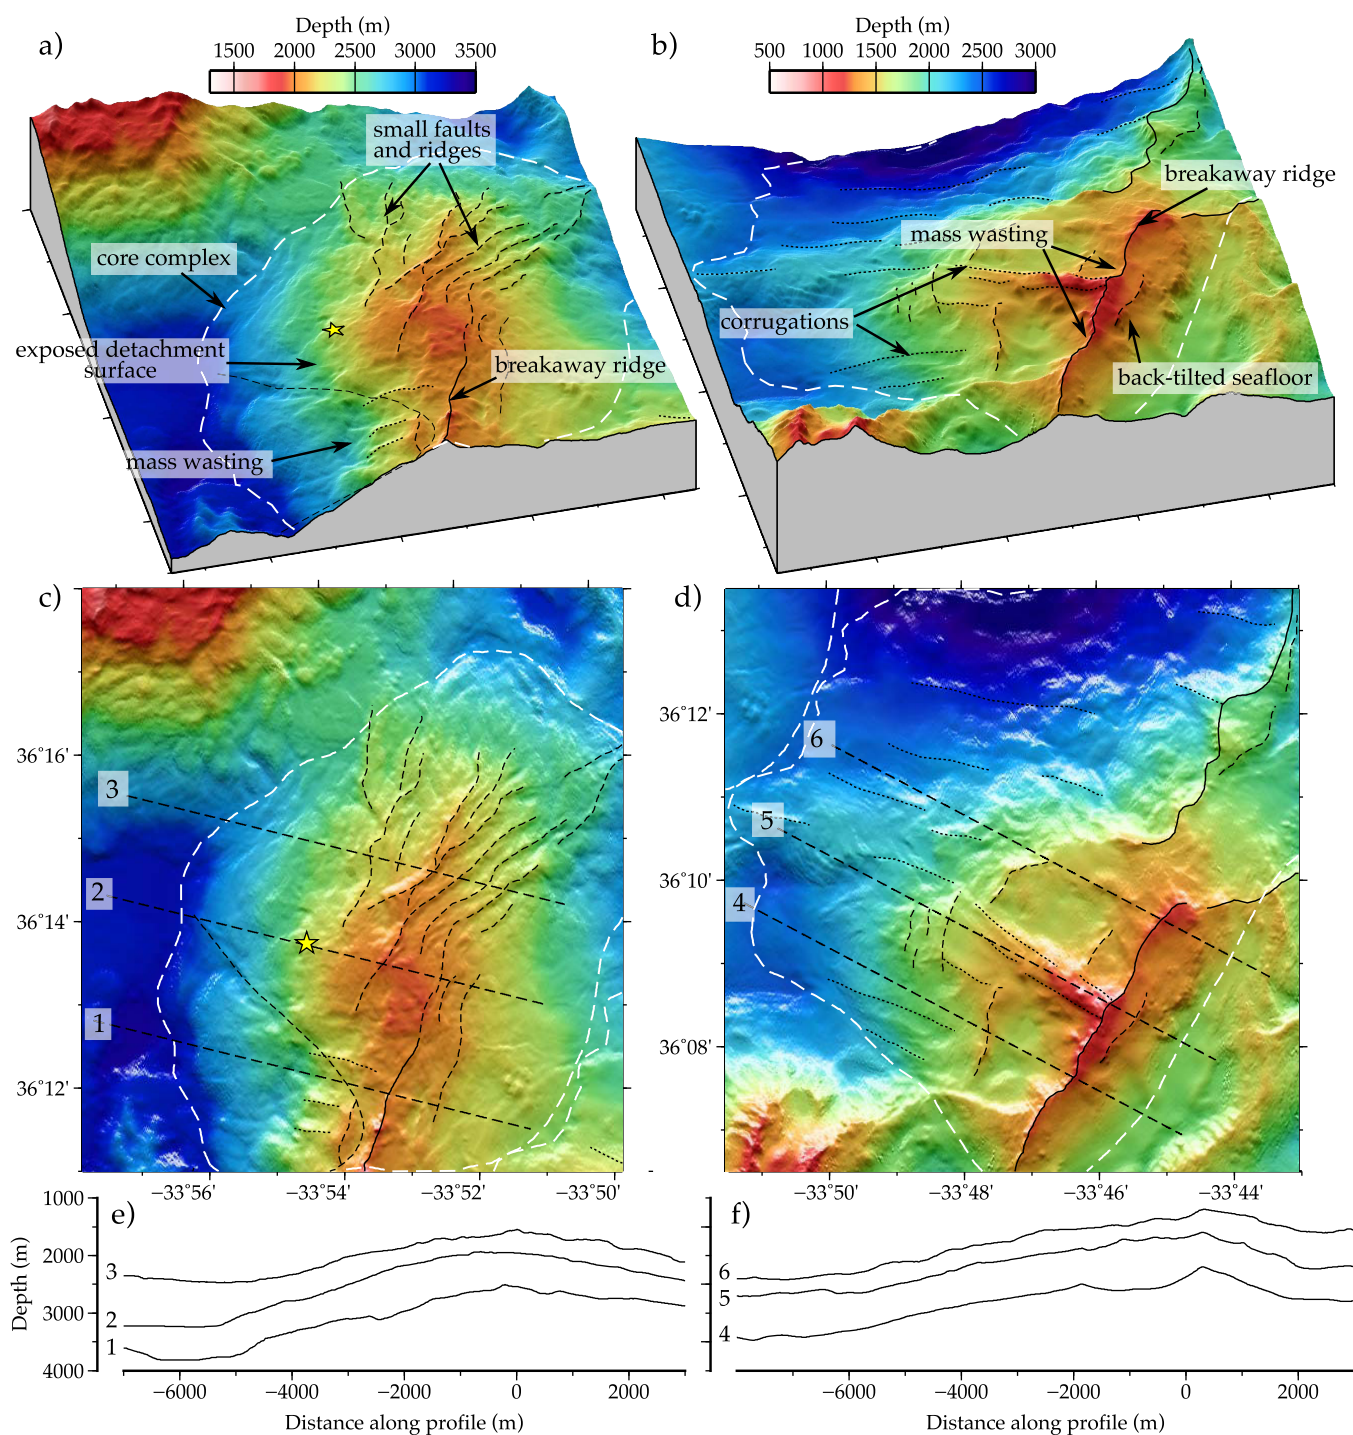 a)
Depth (m)
1500 2000 2500 3000 3500
small faults
and ridges
core complex
exposed detachment
surface
breakaway ridge
mass wasting
b)
Depth (m)
500 1000 1500 2000 2500 3000
breakaway ridge
mass wasting
corrugations
back-tilted seafloor
c)
36°16'
36°14'
36°12'
3
2
1
−33°56' −33°54' −33°52' −33°50'
d)
36°12'
36°10'
36°08'
6
5
4
−33°50' −33°48' −33°46' −33°44'
e)
Depth (m)
1000
2000
3000
4000
3
2
1
−6000 −4000 −2000 0 2000
Distance along profile (m)
f)
6
5
4
−6000 −4000 −2000 0 2000
Distance along profile (m)